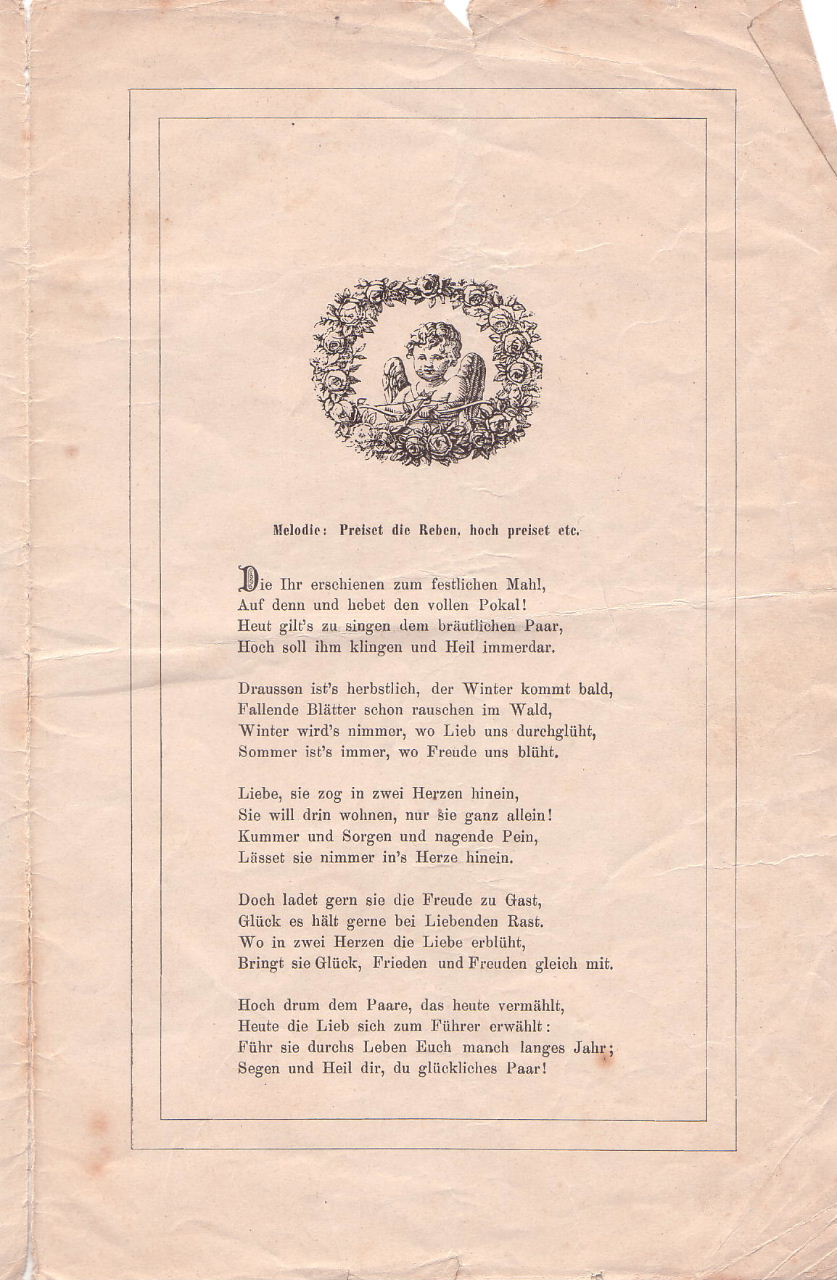 Melodie: Preiset die Reben, hoch preiset etc.
Die Ihr erschienen zum festlichen Mahl,
Auf denn und hebet den vollen Pokal!
Heut gilt's zu singen dem bräutlichen Paar,
Hoch soll ihm klingen und Heil immerdar.
Draussen ist's herbstlich, der Winter kommt bald,
Fallende Blätter schon rauschen im Wald,
Winter wird's nimmer, wo Lieb uns durchglüht,
Sommer ist's immer, wo Freude uns blüht.
Liebe, sie zog in zwei Herzen hinein,
Sie will drin wohnen, nur sie ganz allein!
Kummer und Sorgen und nagende Pein,
Lässet sie nimmer in's Herze hinein.
Doch ladet gern sie die Freude zu Gast,
Glück es hält gerne bei Liebenden Rast.
Wo in zwei Herzen die Liebe erblüht,
Bringt sie Glück, Frieden und Freuden gleich mit.
Hoch drum dem Paare, das heute vermählt,
Heute die Lieb sich zum Führer erwählt:
Führ sie durchs Leben Euch manch langes Jahr;
Segen und Heil dir, du glückliches Paar!